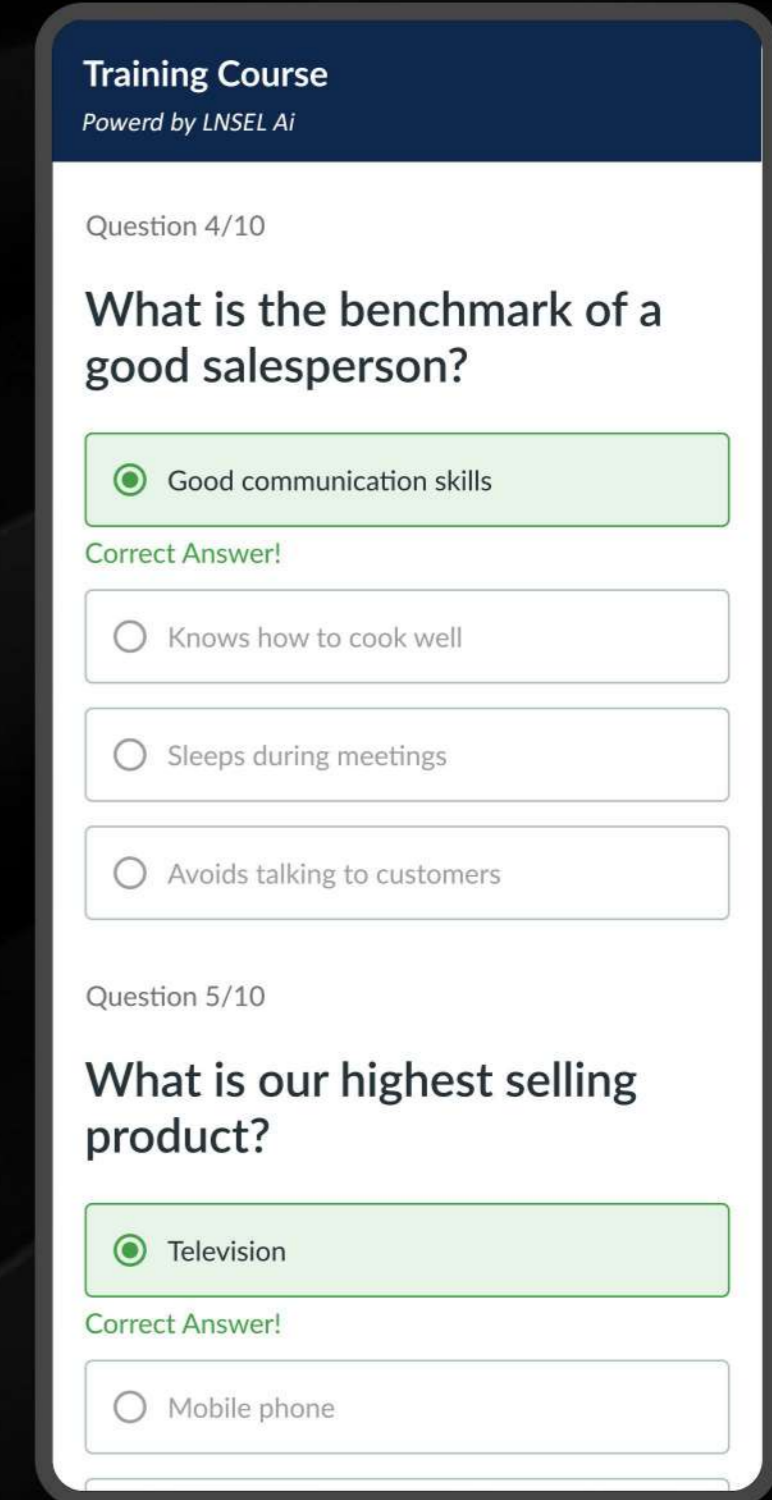 Training Course
Powerd by LNSEL Ai
Question 4/10
What is the benchmark of a
good salesperson?
Good communication skills
Correct Answer!
Knows how to cook well
Sleeps during meetings
Avoids talking to customers
Question 5/10
What is our highest selling
product?
Television
Correct Answer!
Mobile phone